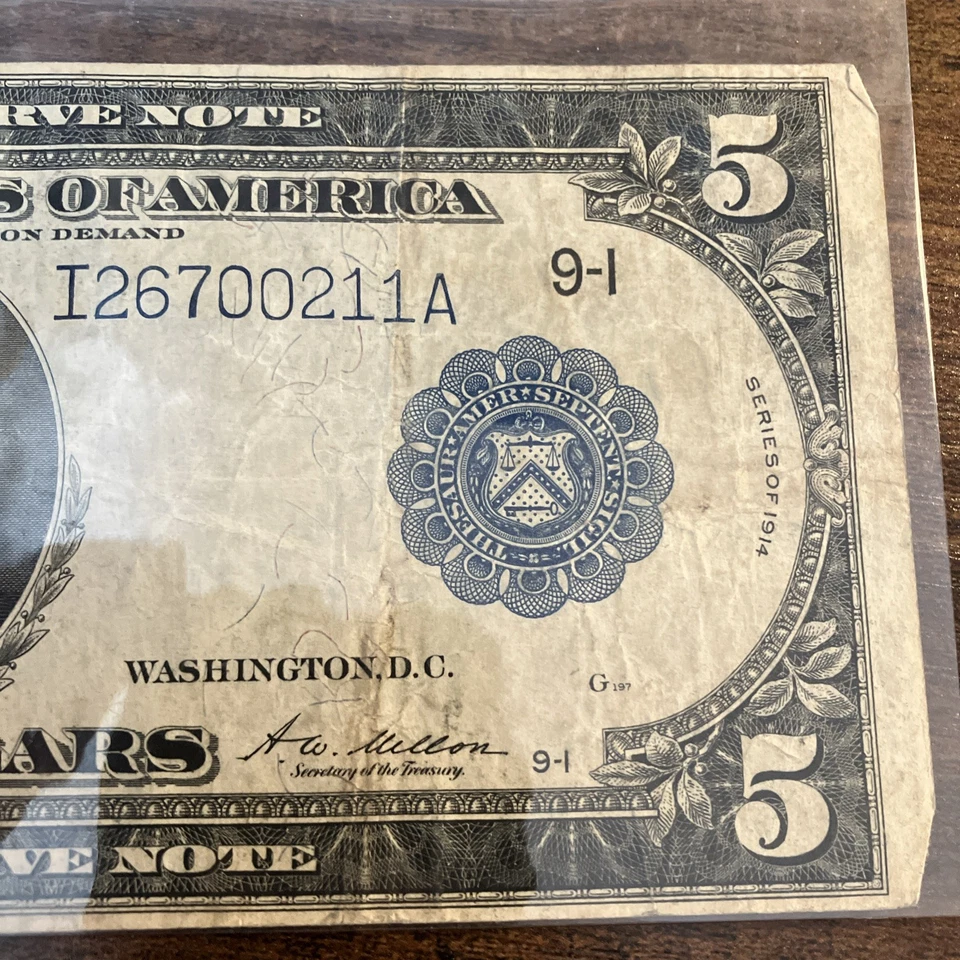 RVE NOTE
5
S OF AMERICA
ON DEMAND
I26700211A
9-I
THESAUR·AMER·SEPTENT·SIGIL·
SERIES OF 1914
WASHINGTON, D.C.
G 197
ARS
A W. Mellon
Secretary of the Treasury.
9-I
5
VE NOTE